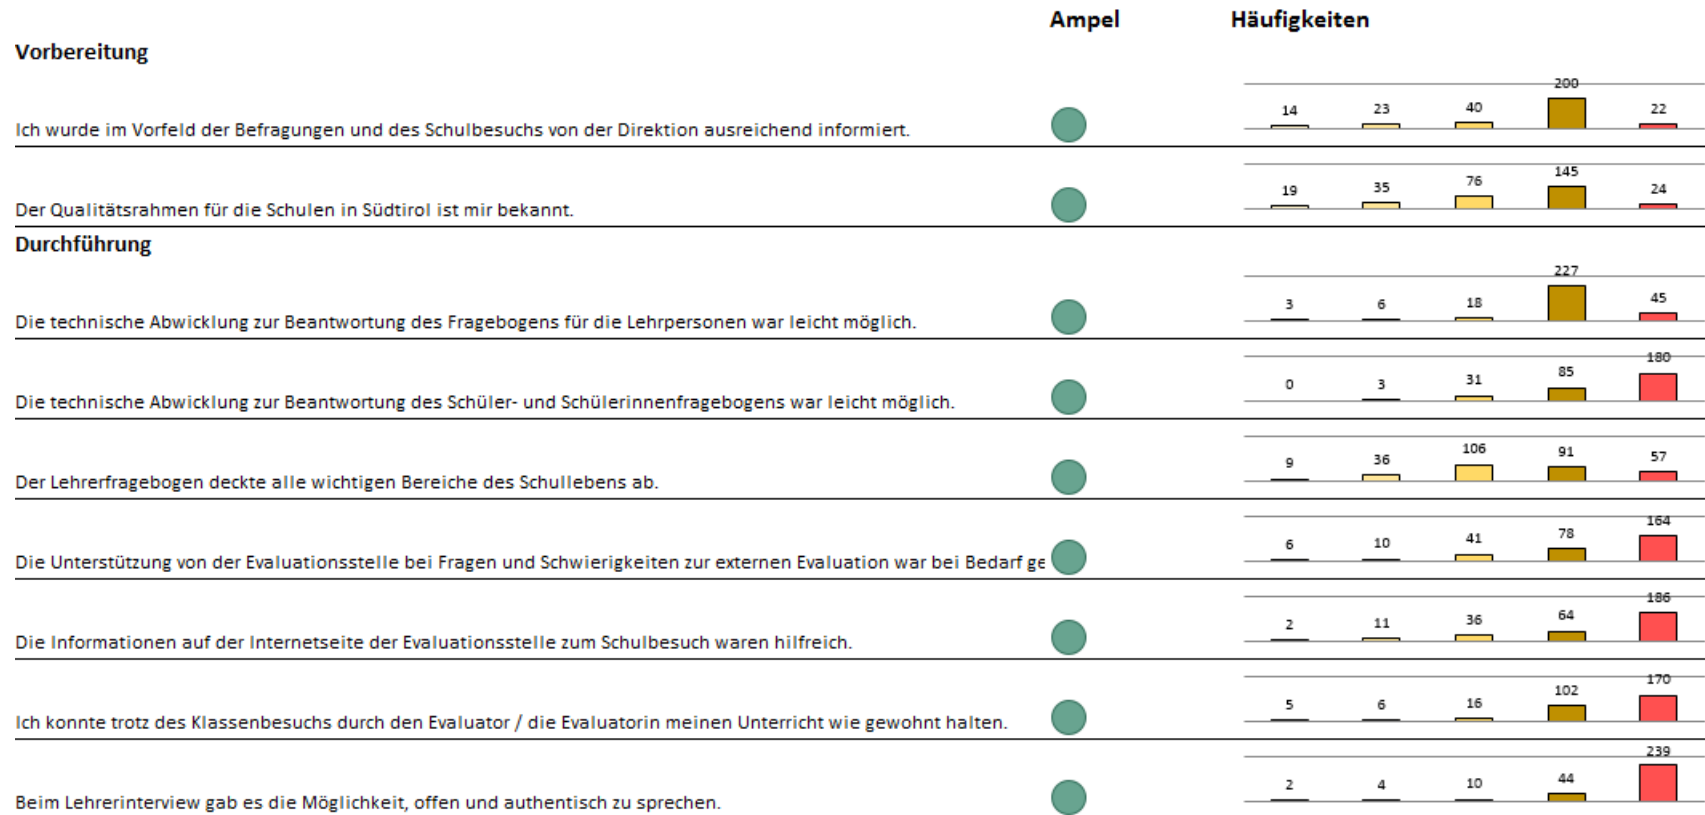 Ampel Häufigkeiten
Vorbereitung
Ich wurde im Vorfeld der Befragungen und des Schulbesuchs von der Direktion ausreichend informiert. 14 23 40 200 22
Der Qualitätsrahmen für die Schulen in Südtirol ist mir bekannt. 19 35 76 145 24
Durchführung
Die technische Abwicklung zur Beantwortung des Fragebogens für die Lehrpersonen war leicht möglich. 3 6 18 227 45
Die technische Abwicklung zur Beantwortung des Schüler- und Schülerinnenfragebogens war leicht möglich. 0 3 31 85 180
Der Lehrerfragebogen deckte alle wichtigen Bereiche des Schullebens ab. 9 36 106 91 57
Die Unterstützung von der Evaluationsstelle bei Fragen und Schwierigkeiten zur externen Evaluation war bei Bedarf ge 6 10 41 78 164
Die Informationen auf der Internetseite der Evaluationsstelle zum Schulbesuch waren hilfreich. 2 11 36 64 186
Ich konnte trotz des Klassenbesuchs durch den Evaluator / die Evaluatorin meinen Unterricht wie gewohnt halten. 5 6 16 102 170
Beim Lehrerinterview gab es die Möglichkeit, offen und authentisch zu sprechen. 2 4 10 44 239